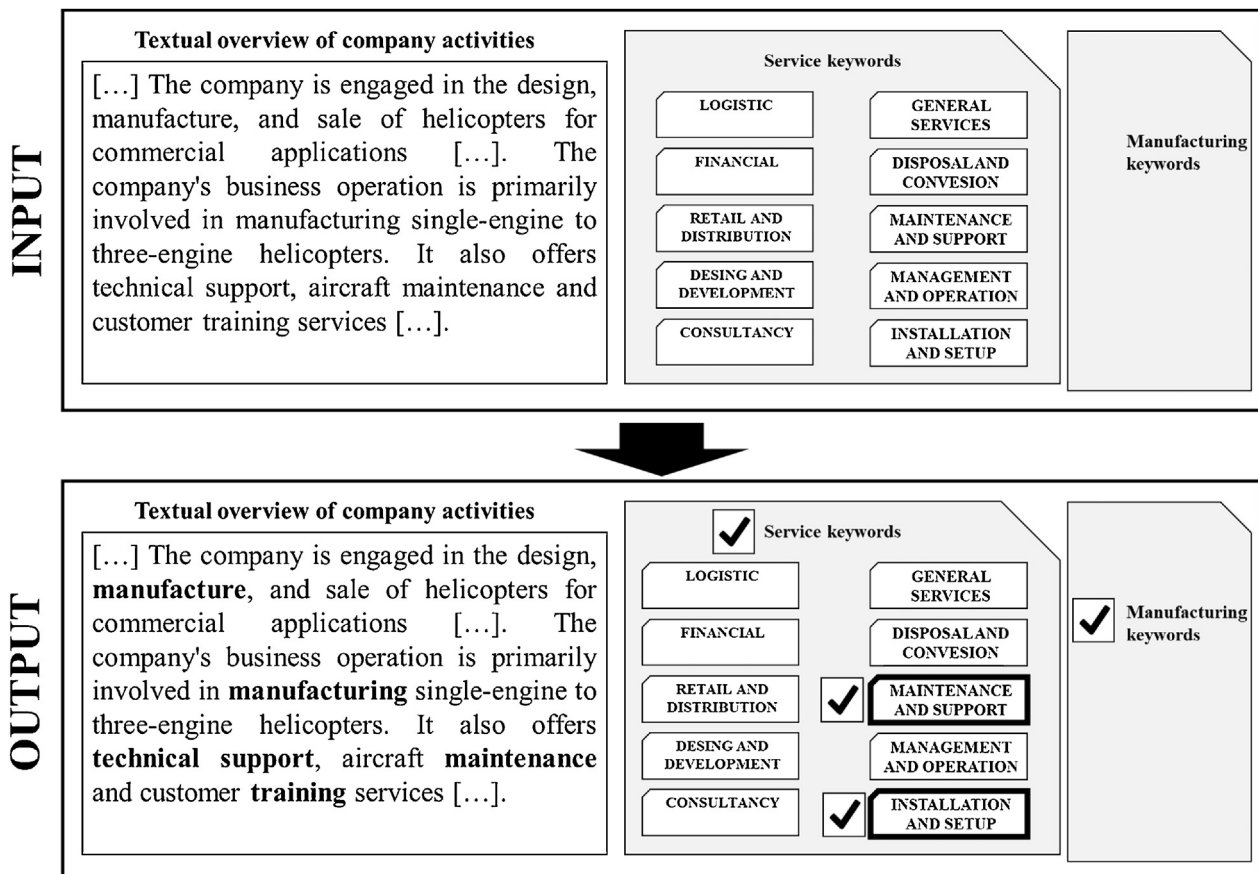 INPUT
Textual overview of company activities
[…] The company is engaged in the design,
manufacture, and sale of helicopters for
commercial applications […]. The
company's business operation is primarily
involved in manufacturing single-engine to
three-engine helicopters. It also offers
technical support, aircraft maintenance and
customer training services […].
Service keywords
LOGISTIC
GENERAL
SERVICES
FINANCIAL
DISPOSAL AND
CONVESION
RETAIL AND
DISTRIBUTION
MAINTENANCE
AND SUPPORT
DESING AND
DEVELOPMENT
MANAGEMENT
AND OPERATION
CONSULTANCY
INSTALLATION
AND SETUP
Manufacturing
keywords
OUTPUT
Textual overview of company activities
[…] The company is engaged in the design,
manufacture, and sale of helicopters for
commercial applications […]. The
company's business operation is primarily
involved in manufacturing single-engine to
three-engine helicopters. It also offers
technical support, aircraft maintenance
and customer training services […].
Service keywords
LOGISTIC
GENERAL
SERVICES
FINANCIAL
DISPOSAL AND
CONVESION
RETAIL AND
DISTRIBUTION
MAINTENANCE
AND SUPPORT
DESING AND
DEVELOPMENT
MANAGEMENT
AND OPERATION
CONSULTANCY
INSTALLATION
AND SETUP
Manufacturing
keywords